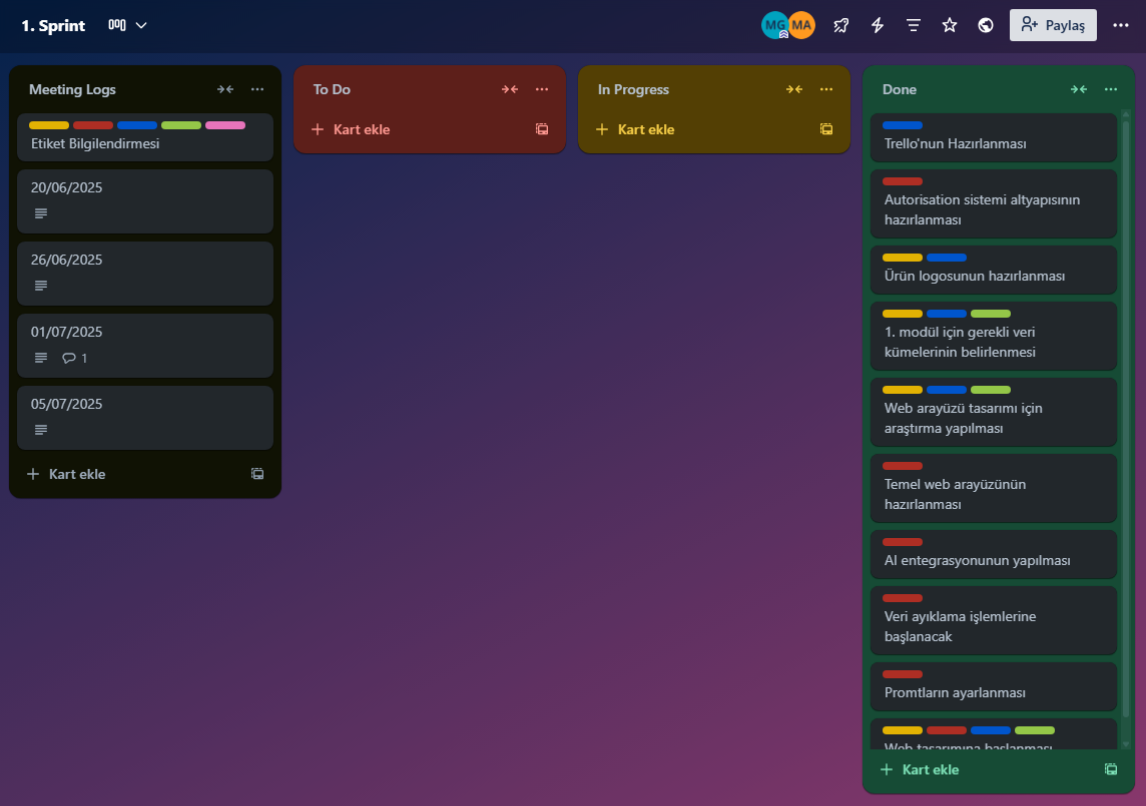 1. Sprint
MG
MA
Paylaş
Meeting Logs
Etiket Bilgilendirmesi
20/06/2025
26/06/2025
01/07/2025
1
05/07/2025
Kart ekle
To Do
Kart ekle
In Progress
Kart ekle
Done
Trello'nun Hazırlanması
Autorisation sistemi altyapısının
hazırlanması
Ürün logosunun hazırlanması
1. modül için gerekli veri
kümelerinin belirlenmesi
Web arayüzü tasarımı için
araştırma yapılması
Temel web arayüzünün
hazırlanması
AI entegrasyonunun yapılması
Veri ayıklama işlemlerine
başlanacak
Promtların ayarlanması
Web tasarımına başlanması
Kart ekle